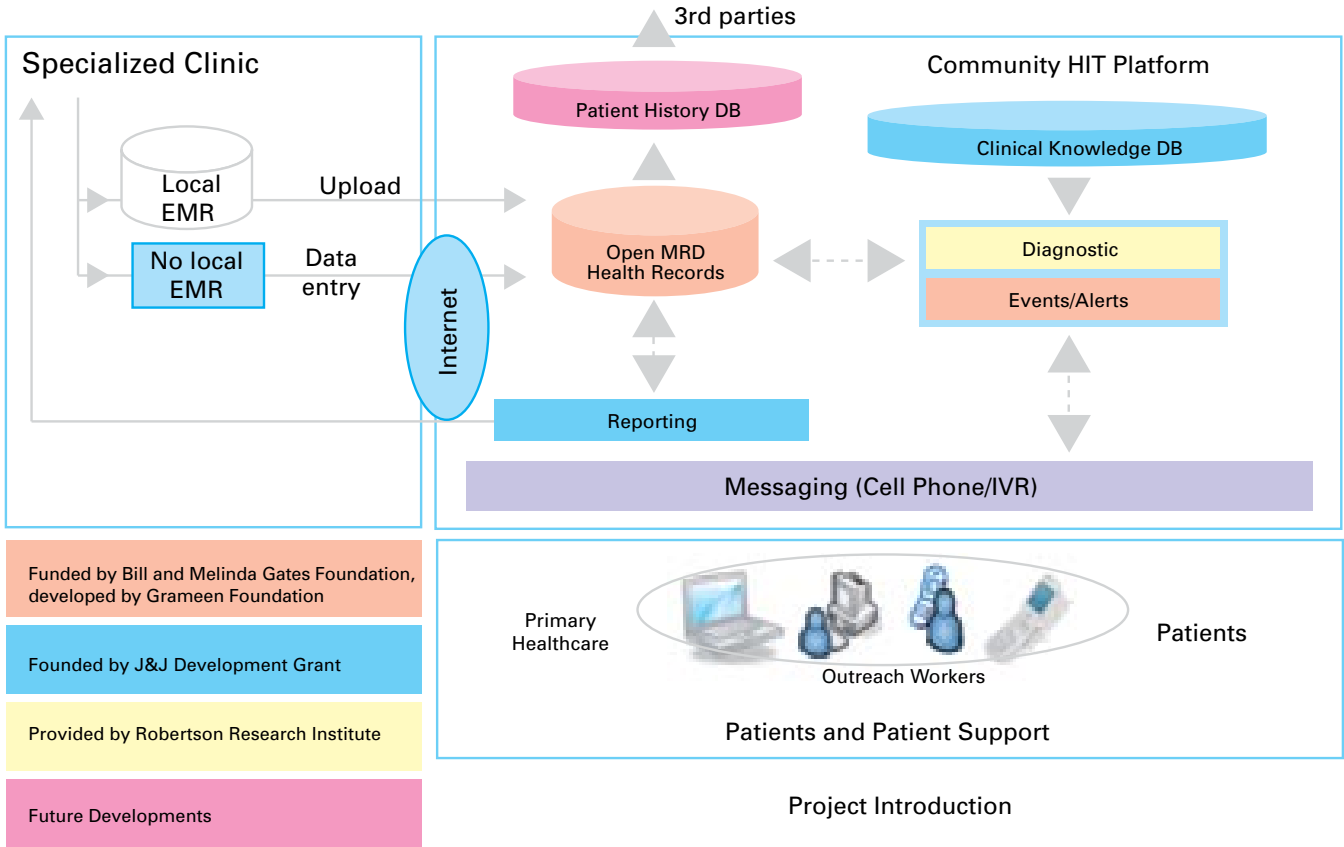 3rd parties
Specialized Clinic
Community HIT Platform
Patient History DB
Clinical Knowledge DB
Local
EMR
Upload
No local
EMR
Data
entry
Internet
Open MRD
Health Records
Diagnostic
Events/Alerts
Reporting
Messaging (Cell Phone/IVR)
Funded by Bill and Melinda Gates Foundation,
developed by Grameen Foundation
Founded by J&J Development Grant
Provided by Robertson Research Institute
Future Developments
Primary
Healthcare
Outreach Workers
Patients
Patients and Patient Support
Project Introduction